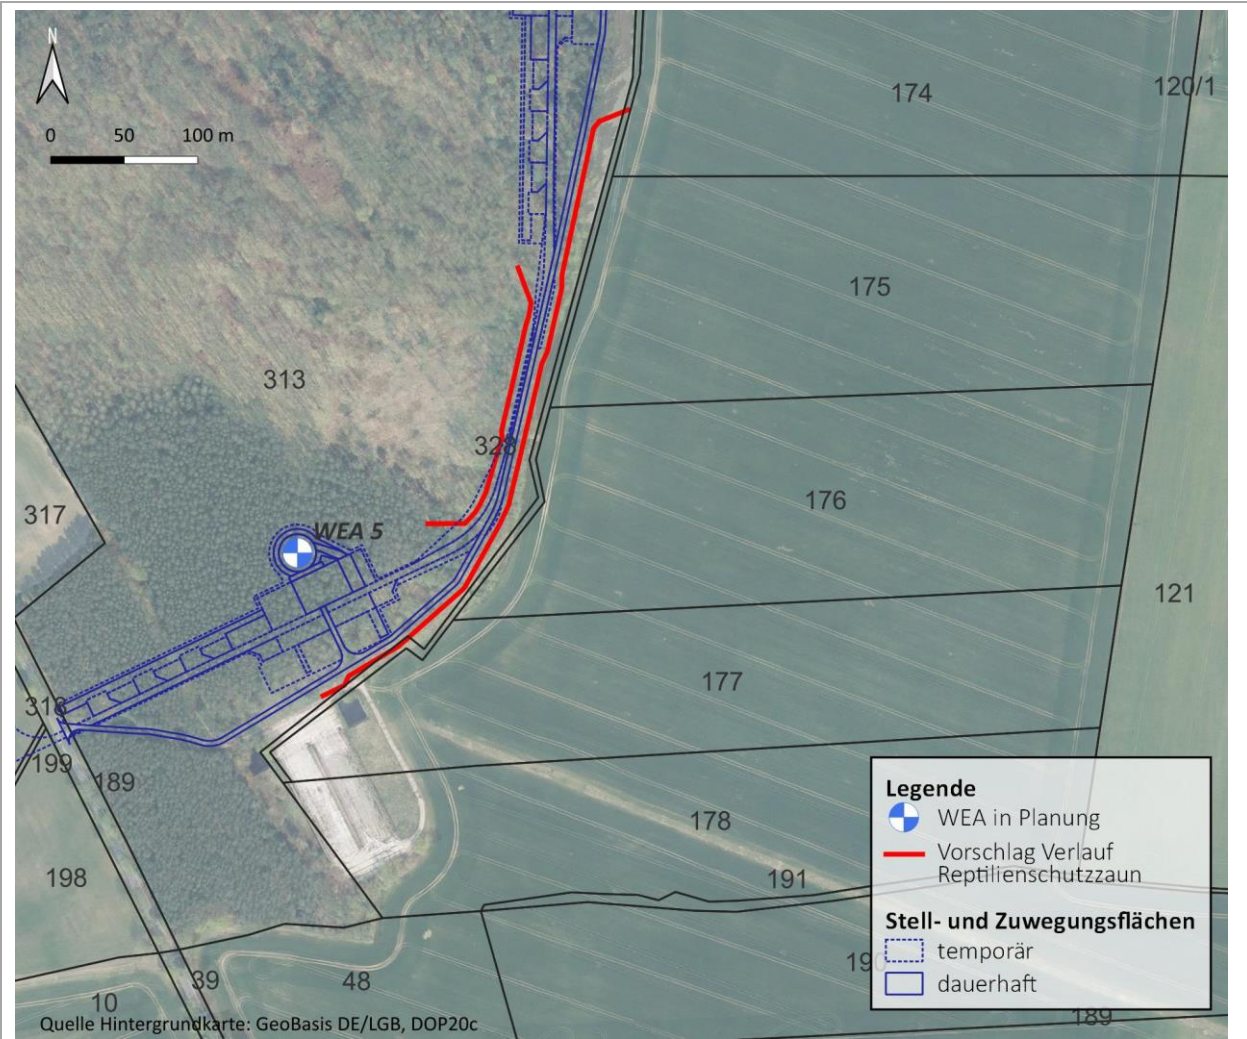 N
0 50 100 m
174
120/1
175
313
328
176
317
WEA 5
121
177
316
199
189
178
198
191
190
39
48
10
189
Legende
WEA in Planung
Vorschlag Verlauf
Reptilienschutzzaun
Stell- und Zuwegungsflächen
temporär
dauerhaft
Quelle Hintergrundkarte: GeoBasis DE/LGB, DOP20c